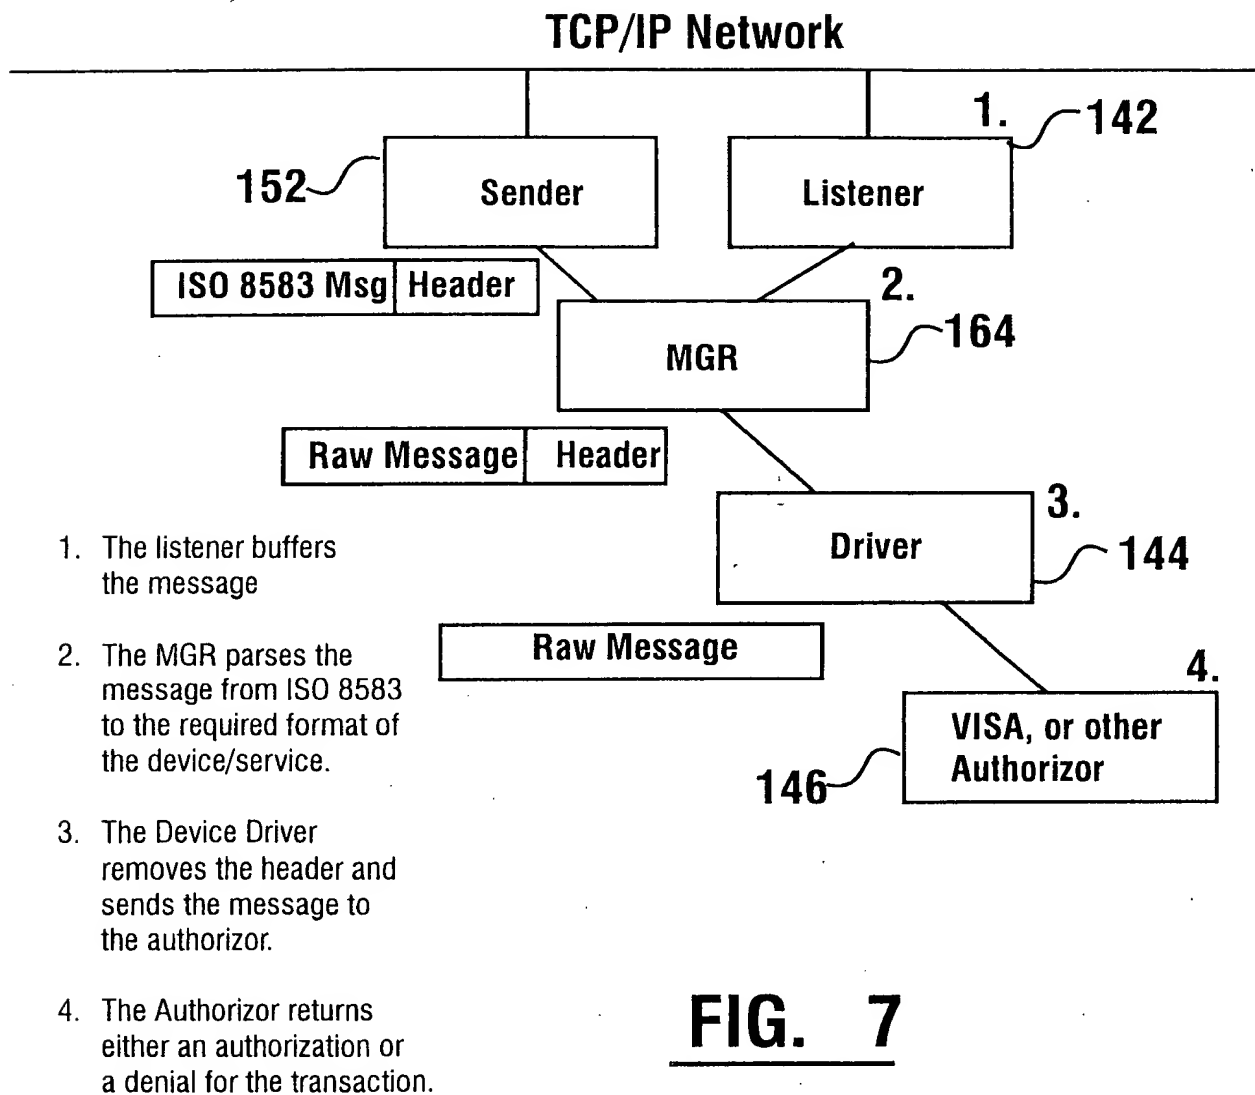 TCP/IP Network
1.
142
152
Sender
Listener
ISO 8583 Msg Header
2.
164
MGR
Raw Message Header
3.
Driver
144
1. The listener buffers
the message
Raw Message
2. The MGR parses the
message from ISO 8583
to the required format of
the device/service.
4.
VISA, or other
Authorizor
146
3. The Device Driver
removes the header and
sends the message to
the authorizor.
4. The Authorizor returns
either an authorization or
a denial for the transaction.
FIG. 7